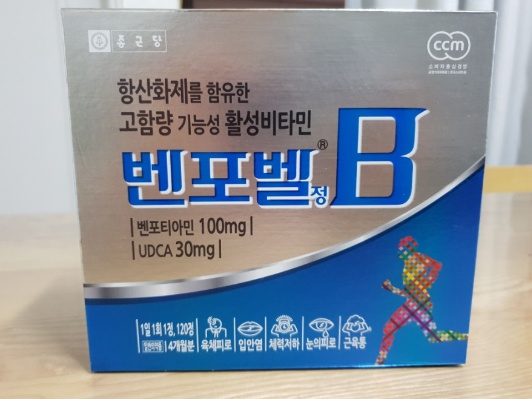 종근당
ccm
항산화제를 함유한
고함량 기능성 활성비타민
벤포벨®정 B
벤포티아민 100mg
UDCA 30mg
1일 1회 1정, 120정
4개월분
육체피로 입안염 체력저하 눈의피로 근육통